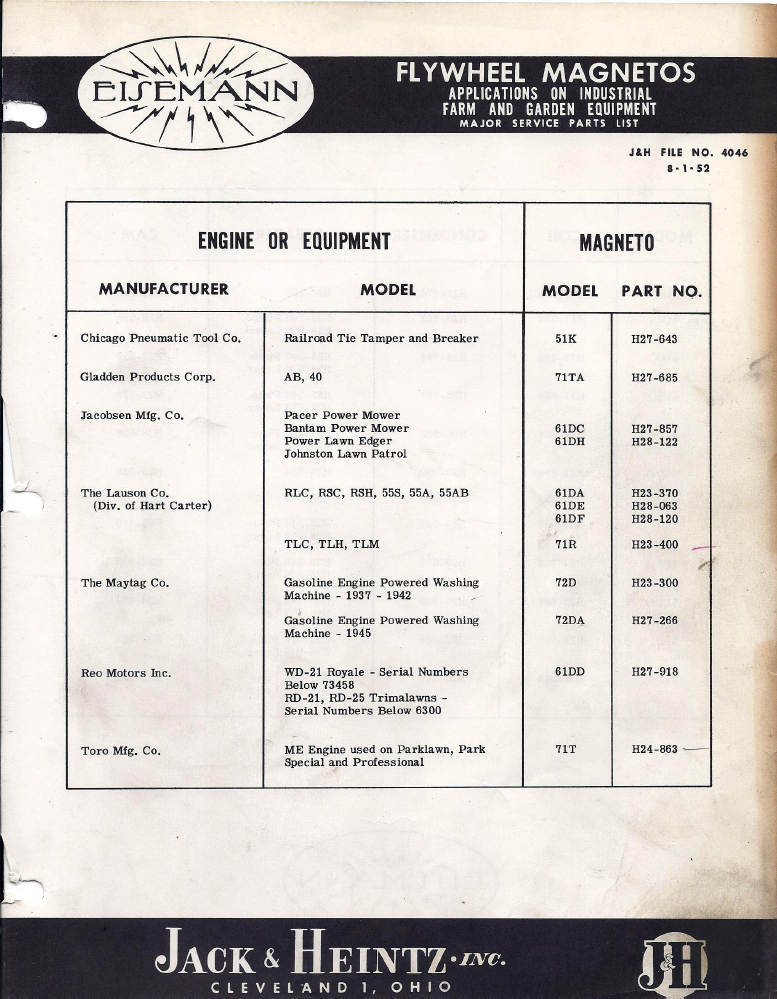 EISEMANN
FLYWHEEL MAGNETOS
APPLICATIONS ON INDUSTRIAL
FARM AND GARDEN EQUIPMENT
MAJOR SERVICE PARTS LIST
J&H FILE NO. 4046
8-1-52
ENGINE OR EQUIPMENT MAGNETO
MANUFACTURER MODEL MODEL PART NO.
Chicago Pneumatic Tool Co. Railroad Tie Tamper and Breaker 51K H27-643
Gladden Products Corp. AB, 40 71TA H27-685
Jacobsen Mfg. Co. Pacer Power Mower
Bantam Power Mower 61DC H27-857
Power Lawn Edger 61DH H28-122
Johnston Lawn Patrol
The Lauson Co. RLC, RSC, RSH, 55S, 55A, 55AB 61DA H23-370
(Div. of Hart Carter) 61DE H28-063
61DF H28-120
TLC, TLH, TLM 71R H23-400
The Maytag Co. Gasoline Engine Powered Washing 72D H23-300
Machine - 1937 - 1942
Gasoline Engine Powered Washing 72DA H27-266
Machine - 1945
Reo Motors Inc. WD-21 Royale - Serial Numbers 61DD H27-918
Below 73458
RD-21, RD-25 Trimalawns -
Serial Numbers Below 6300
Toro Mfg. Co. ME Engine used on Parklawn, Park 71T H24-863
Special and Professional
JACK & HEINTZ · INC.
CLEVELAND 1, OHIO
J&H